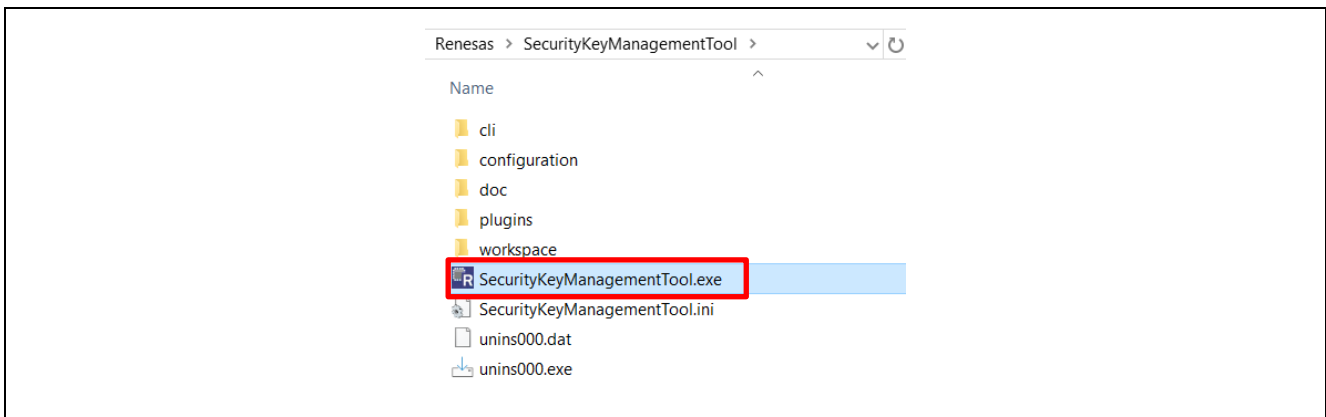 Renesas > SecurityKeyManagementTool >
Name
cli
configuration
doc
plugins
workspace
SecurityKeyManagementTool.exe
SecurityKeyManagementTool.ini
unins000.dat
unins000.exe